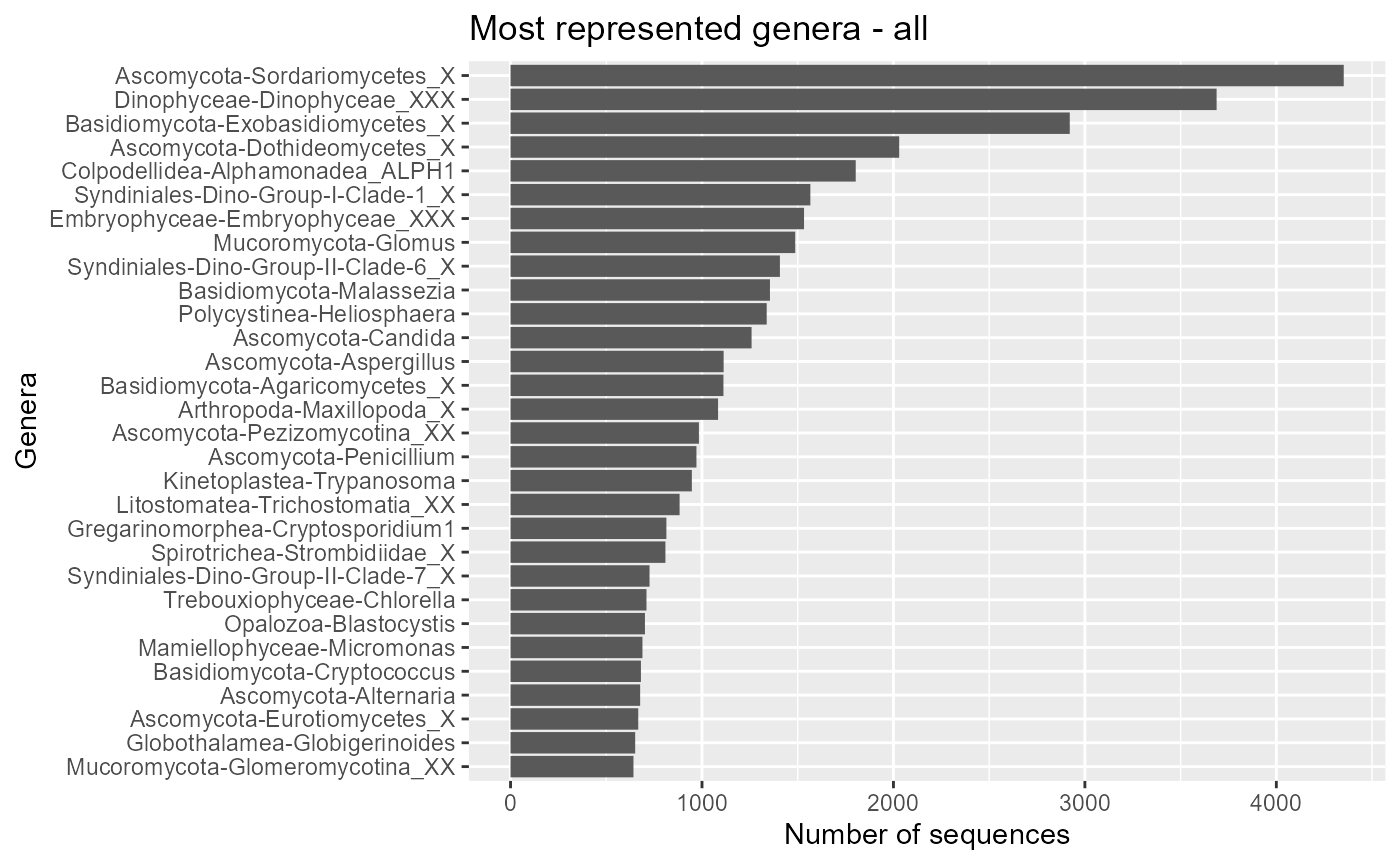 Most represented genera - all
Genera
Ascomycota-Sordariomycetes_X
Dinophyceae-Dinophyceae_XXX
Basidiomycota-Exobasidiomycetes_X
Ascomycota-Dothideomycetes_X
Colpodellidea-Alphamonadea_ALPH1
Syndiniales-Dino-Group-I-Clade-1_X
Embryophyceae-Embryophyceae_XXX
Mucoromycota-Glomus
Syndiniales-Dino-Group-II-Clade-6_X
Basidiomycota-Malassezia
Polycystinea-Heliosphaera
Ascomycota-Candida
Ascomycota-Aspergillus
Basidiomycota-Agaricomycetes_X
Arthropoda-Maxillopoda_X
Ascomycota-Pezizomycotina_XX
Ascomycota-Penicillium
Kinetoplastea-Trypanosoma
Litostomatea-Trichostomatia_XX
Gregarinomorphea-Cryptosporidium1
Spirotrichea-Strombidiidae_X
Syndiniales-Dino-Group-II-Clade-7_X
Trebouxiophyceae-Chlorella
Opalozoa-Blastocystis
Mamiellophyceae-Micromonas
Basidiomycota-Cryptococcus
Ascomycota-Alternaria
Ascomycota-Eurotiomycetes_X
Globothalamea-Globigerinoides
Mucoromycota-Glomeromycotina_XX
0 1000 2000 3000 4000
Number of sequences